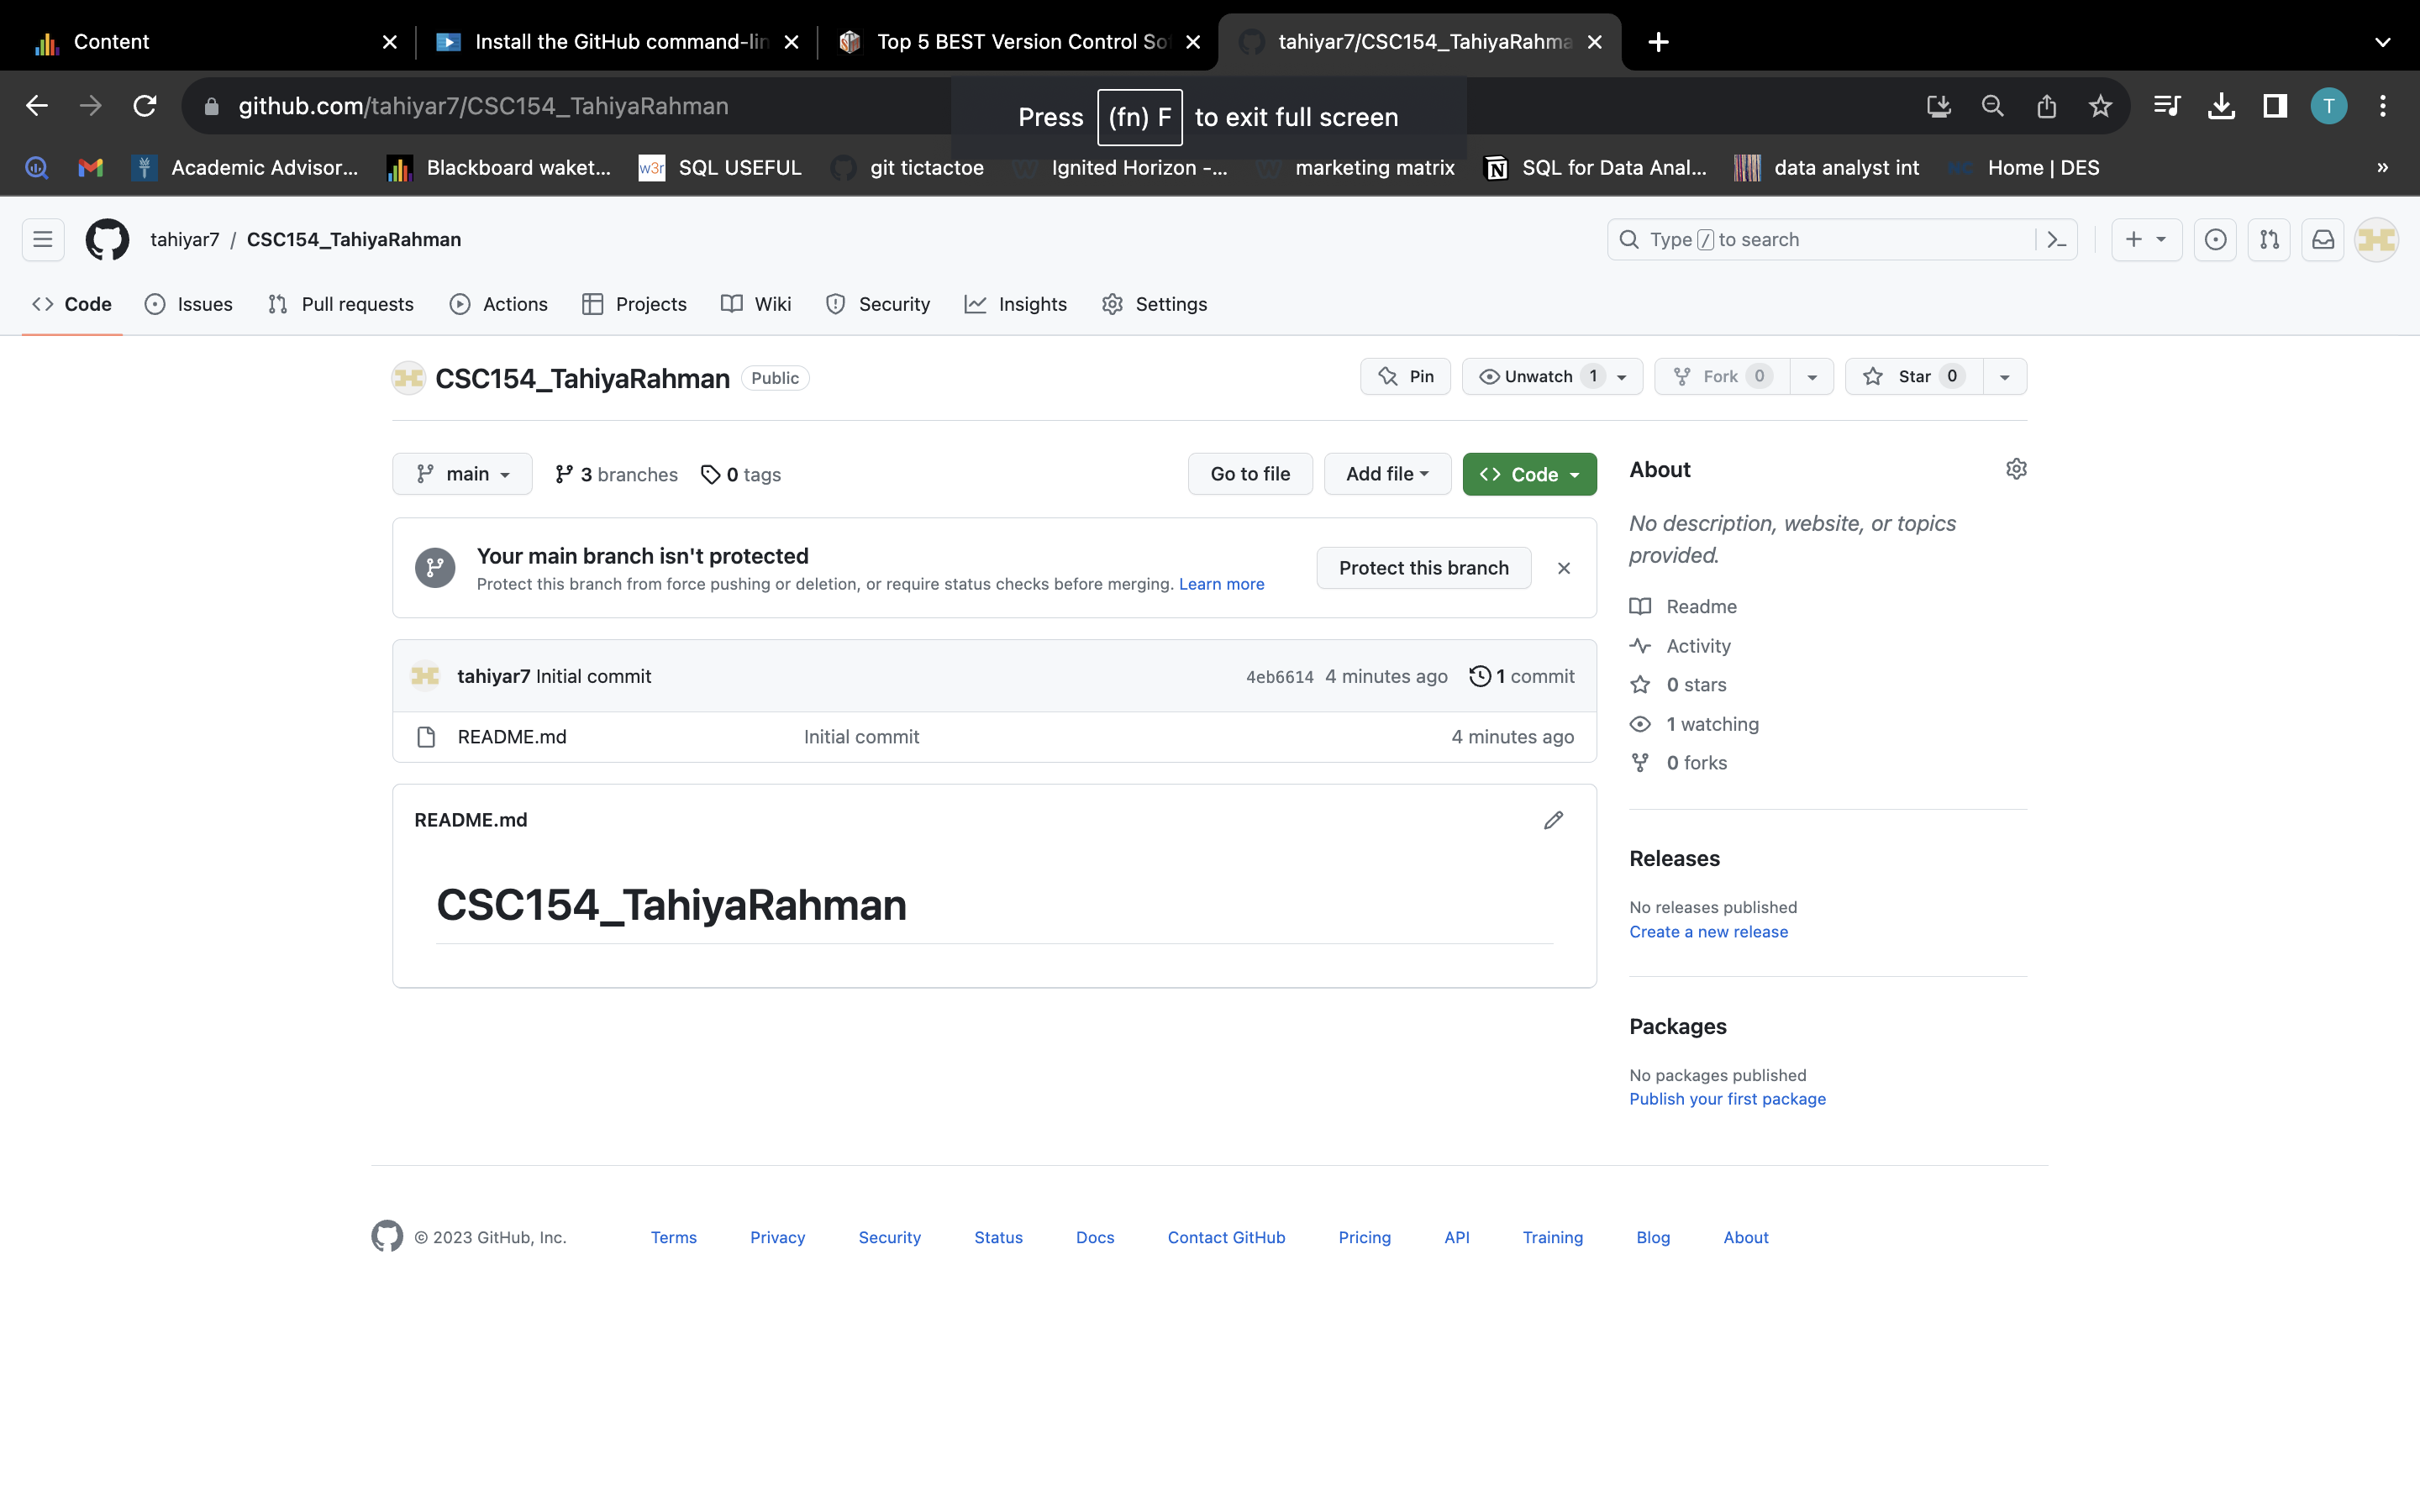 Content
Install the GitHub command-lin
Top 5 BEST Version Control Sof
tahiyar7/CSC154_TahiyaRahma
github.com/tahiyar7/CSC154_TahiyaRahman
Press (fn) F to exit full screen
T
Academic Advisor...
Blackboard waket...
w3r SQL USEFUL
git tictactoe
Ignited Horizon -...
marketing matrix
SQL for Data Anal...
data analyst int
Home | DES
»
tahiyar7 / CSC154_TahiyaRahman
Type / to search
Code
Issues
Pull requests
Actions
Projects
Wiki
Security
Insights
Settings
CSC154_TahiyaRahman Public
Pin
Unwatch 1
Fork 0
Star 0
main
3 branches
0 tags
Go to file
Add file
Code
Your main branch isn't protected
Protect this branch from force pushing or deletion, or require status checks before merging. Learn more
Protect this branch
tahiyar7 Initial commit
4eb6614 4 minutes ago
1 commit
README.md
Initial commit
4 minutes ago
README.md
CSC154_TahiyaRahman
About
No description, website, or topics
provided.
Readme
Activity
0 stars
1 watching
0 forks
Releases
No releases published
Create a new release
Packages
No packages published
Publish your first package
© 2023 GitHub, Inc.
Terms
Privacy
Security
Status
Docs
Contact GitHub
Pricing
API
Training
Blog
About